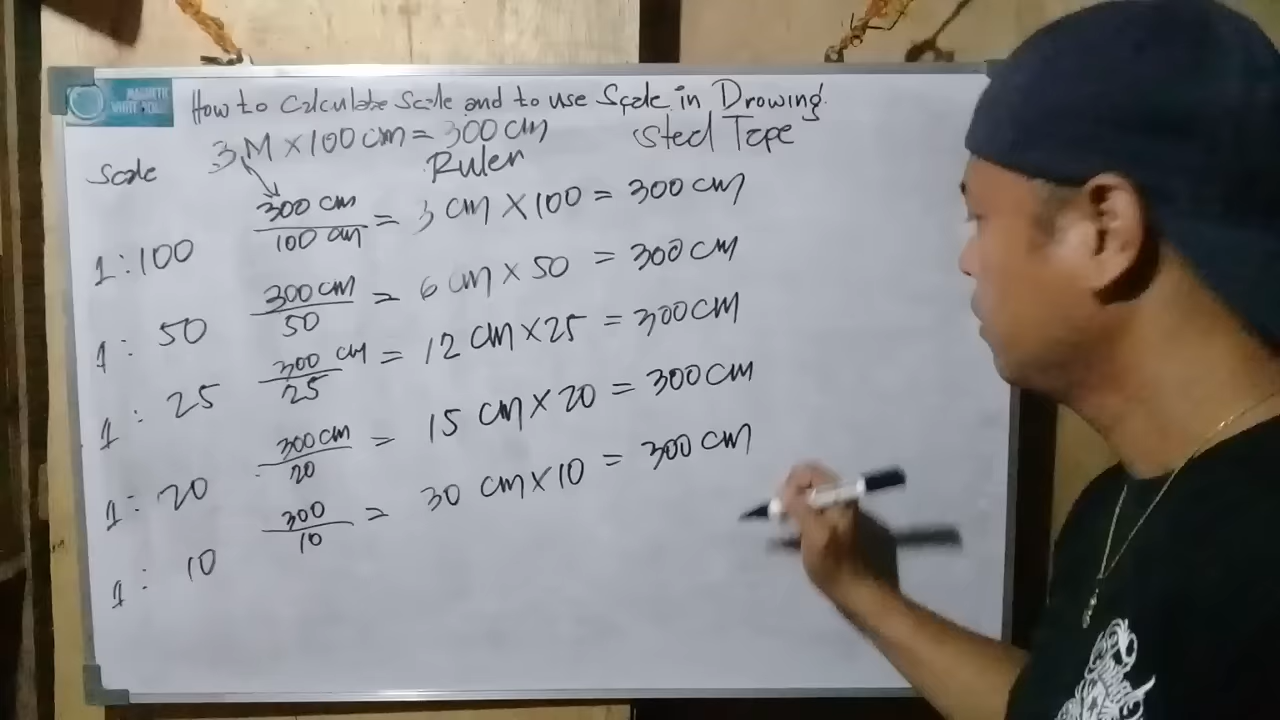 MAGNETIC
WHITE
How to Calculate Scale and to use Scale in Drowing.
3 M × 100 cm = 300 cm
Steel Tape
Scale
Ruler
1:100 300 cm / 100 cm = 3 cm × 100 = 300 cm
1: 50 300 cm / 50 = 6 cm × 50 = 300 cm
1: 25 300 cm / 25 = 12 cm × 25 = 300 cm
1: 20 300 cm / 20 = 15 cm × 20 = 300 cm
1: 10 300 / 10 = 30 cm × 10 = 300 cm